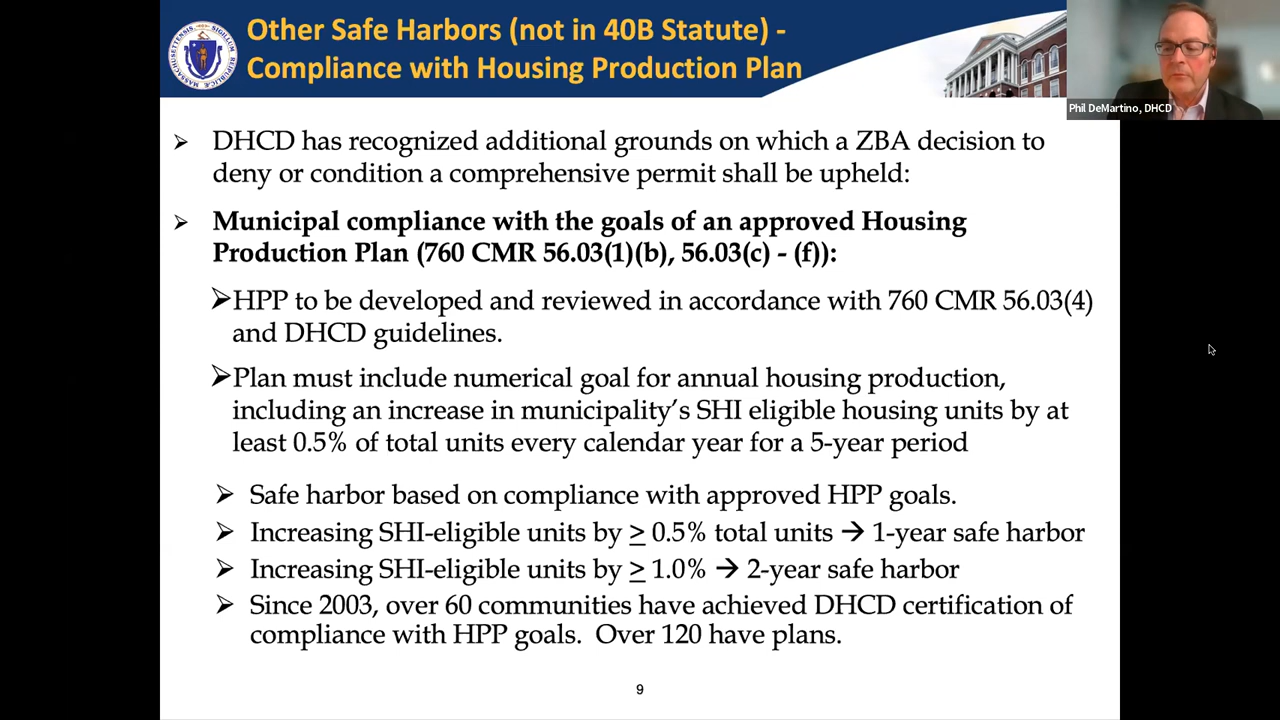 Other Safe Harbors (not in 40B Statute) -
Compliance with Housing Production Plan
Phil DeMartino, DHCD
➢ DHCD has recognized additional grounds on which a ZBA decision to
deny or condition a comprehensive permit shall be upheld:
➢ Municipal compliance with the goals of an approved Housing
Production Plan (760 CMR 56.03(1)(b), 56.03(c) - (f)):
➢HPP to be developed and reviewed in accordance with 760 CMR 56.03(4)
and DHCD guidelines.
➢Plan must include numerical goal for annual housing production,
including an increase in municipality's SHI eligible housing units by at
least 0.5% of total units every calendar year for a 5-year period
➢ Safe harbor based on compliance with approved HPP goals.
➢ Increasing SHI-eligible units by ≥ 0.5% total units → 1-year safe harbor
➢ Increasing SHI-eligible units by ≥ 1.0% → 2-year safe harbor
➢ Since 2003, over 60 communities have achieved DHCD certification of
compliance with HPP goals.  Over 120 have plans.
9